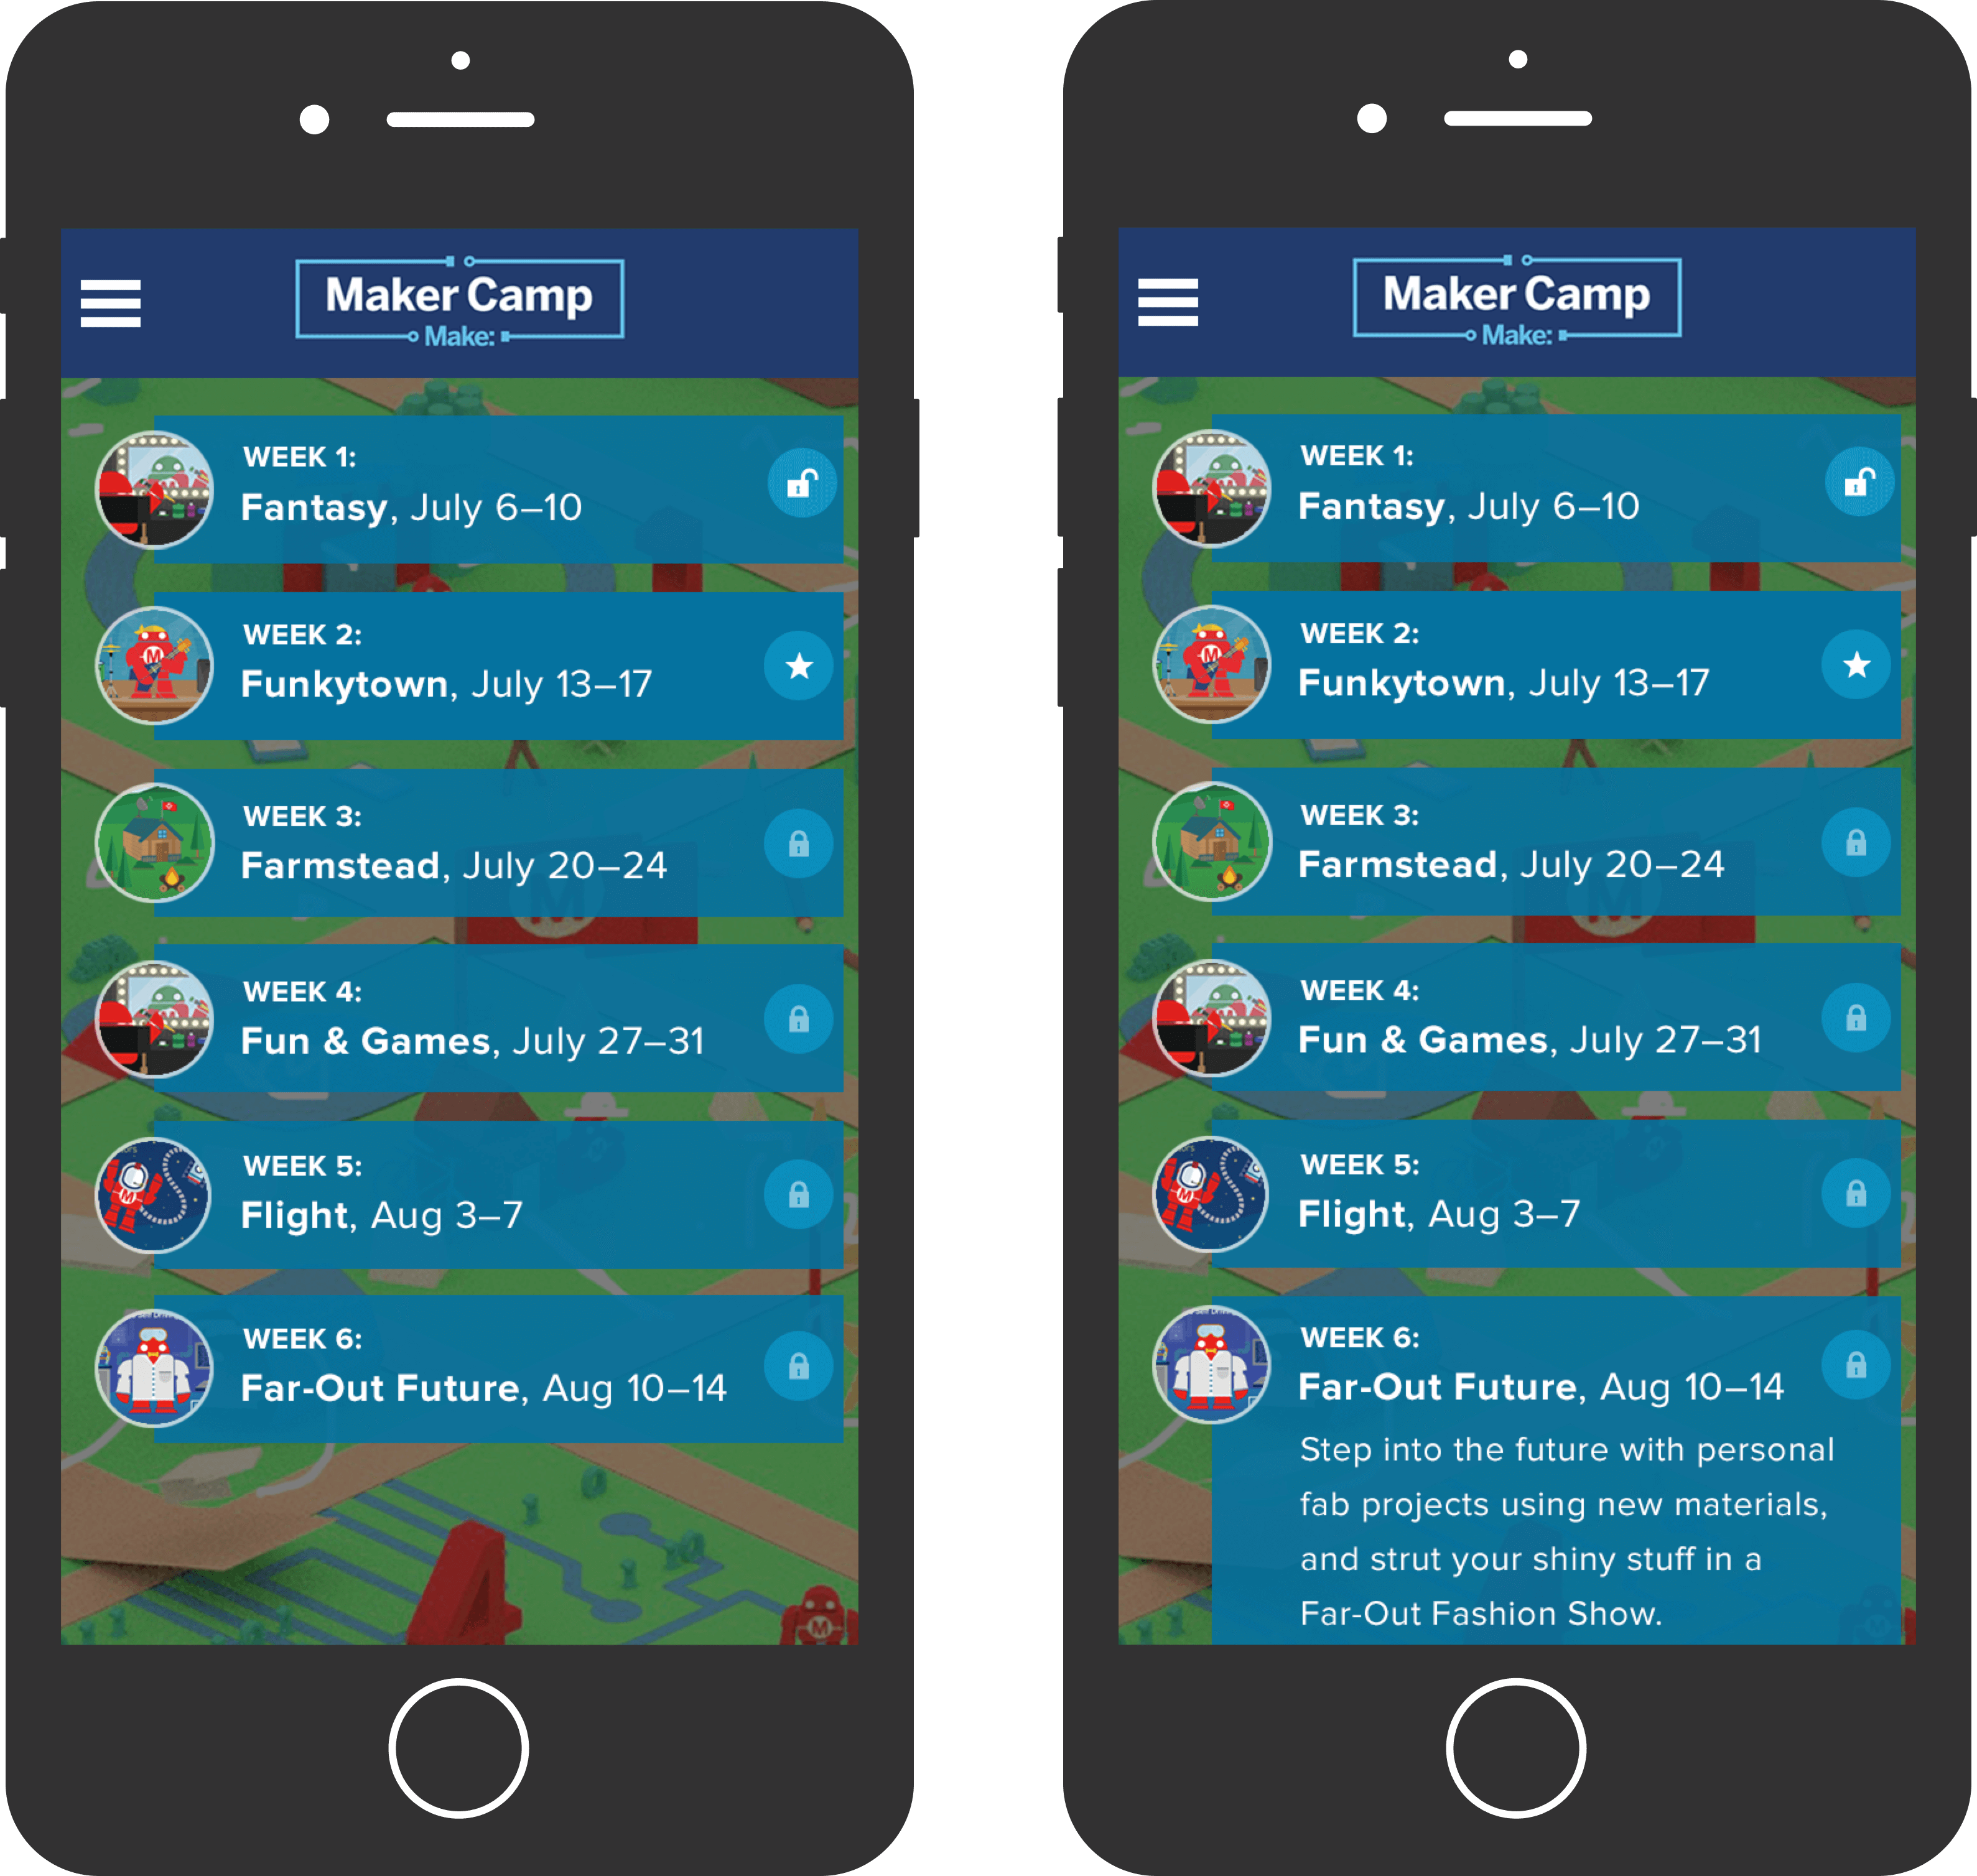 Maker Camp
Make:
WEEK 1:
Fantasy, July 6–10
WEEK 2:
Funkytown, July 13–17
WEEK 3:
Farmstead, July 20–24
WEEK 4:
Fun & Games, July 27–31
WEEK 5:
Flight, Aug 3–7
WEEK 6:
Far-Out Future, Aug 10–14
M
M
M
M
4
M
Maker Camp
Make:
WEEK 1:
Fantasy, July 6–10
WEEK 2:
Funkytown, July 13–17
WEEK 3:
Farmstead, July 20–24
WEEK 4:
Fun & Games, July 27–31
WEEK 5:
Flight, Aug 3–7
WEEK 6:
Far-Out Future, Aug 10–14
Step into the future with personal
fab projects using new materials,
and strut your shiny stuff in a
Far-Out Fashion Show.
M
M
M